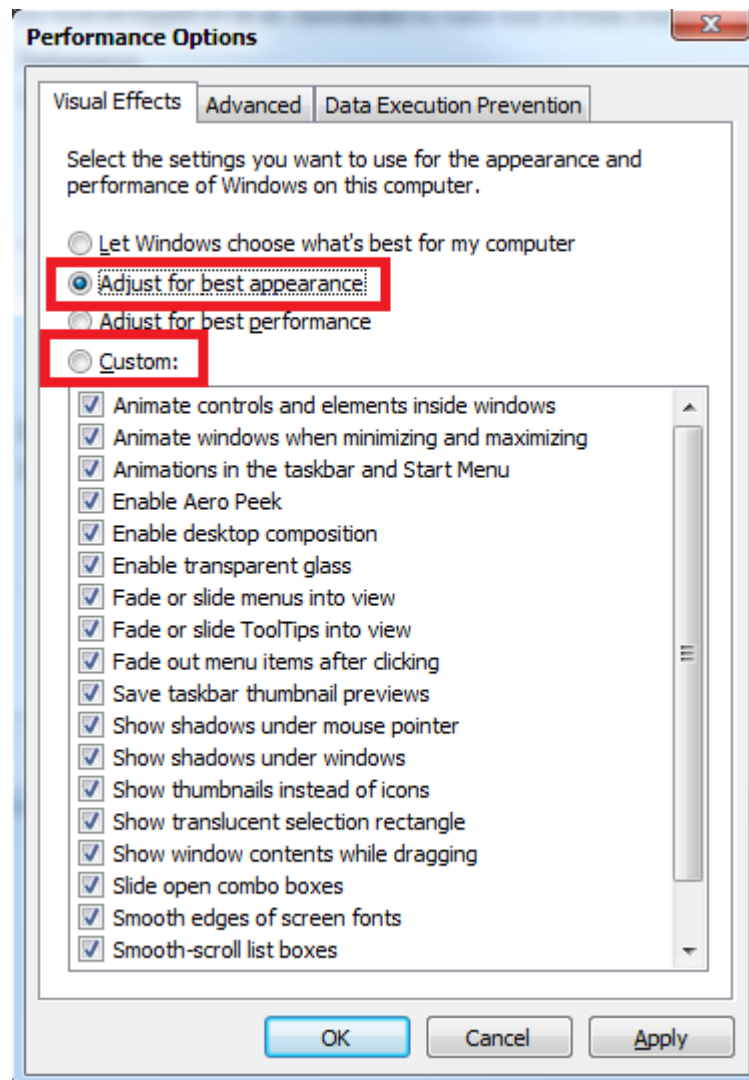 Performance Options
X
Visual Effects
Advanced
Data Execution Prevention
Select the settings you want to use for the appearance and
performance of Windows on this computer.
Let Windows choose what's best for my computer
Adjust for best appearance
Adjust for best performance
Custom:
Animate controls and elements inside windows
Animate windows when minimizing and maximizing
Animations in the taskbar and Start Menu
Enable Aero Peek
Enable desktop composition
Enable transparent glass
Fade or slide menus into view
Fade or slide ToolTips into view
Fade out menu items after clicking
Save taskbar thumbnail previews
Show shadows under mouse pointer
Show shadows under windows
Show thumbnails instead of icons
Show translucent selection rectangle
Show window contents while dragging
Slide open combo boxes
Smooth edges of screen fonts
Smooth-scroll list boxes
OK
Cancel
Apply